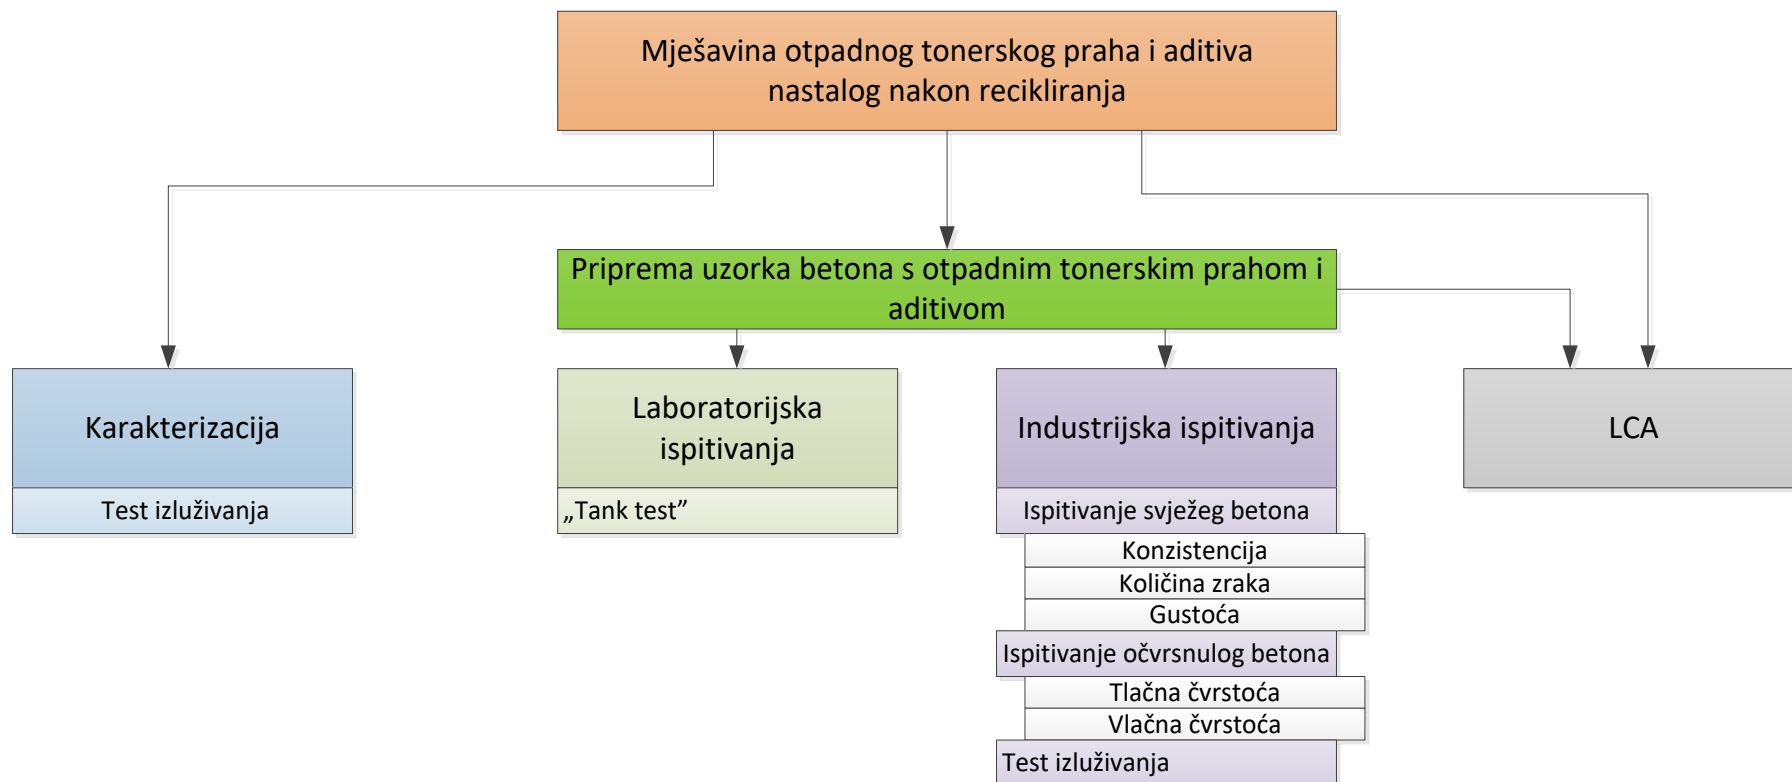 Mješavina otpadnog tonerskog praha i aditiva
nastalog nakon recikliranja
Priprema uzorka betona s otpadnim tonerskim prahom i
aditivom
Karakterizacija
Test izluživanja
Laboratorijska
ispitivanja
„Tank test”
Industrijska ispitivanja
Ispitivanje svježeg betona
Konzistencija
Količina zraka
Gustoća
Ispitivanje očvrsnulog betona
Tlačna čvrstoća
Vlačna čvrstoća
Test izluživanja
LCA